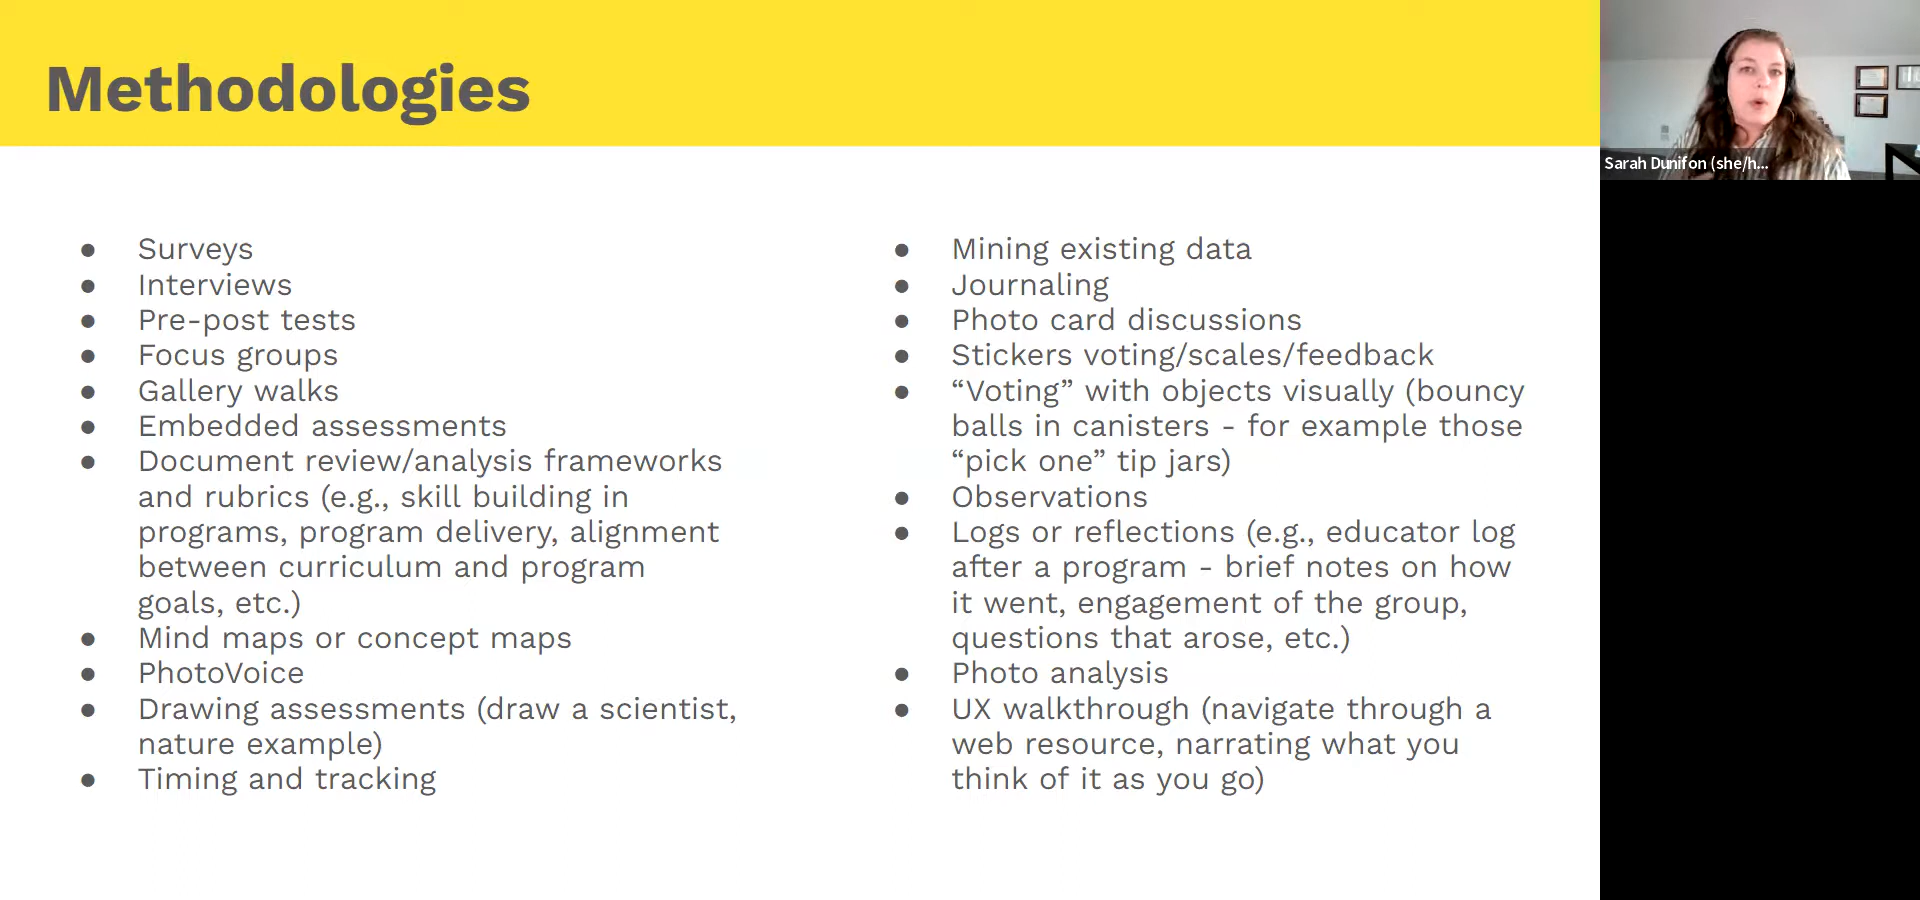 Methodologies
● Surveys
● Interviews
● Pre-post tests
● Focus groups
● Gallery walks
● Embedded assessments
● Document review/analysis frameworks
and rubrics (e.g., skill building in
programs, program delivery, alignment
between curriculum and program
goals, etc.)
● Mind maps or concept maps
● PhotoVoice
● Drawing assessments (draw a scientist,
nature example)
● Timing and tracking
● Mining existing data
● Journaling
● Photo card discussions
● Stickers voting/scales/feedback
● “Voting” with objects visually (bouncy
balls in canisters - for example those
“pick one” tip jars)
● Observations
● Logs or reflections (e.g., educator log
after a program - brief notes on how
it went, engagement of the group,
questions that arose, etc.)
● Photo analysis
● UX walkthrough (navigate through a
web resource, narrating what you
think of it as you go)
Sarah Dunifon (she/h...